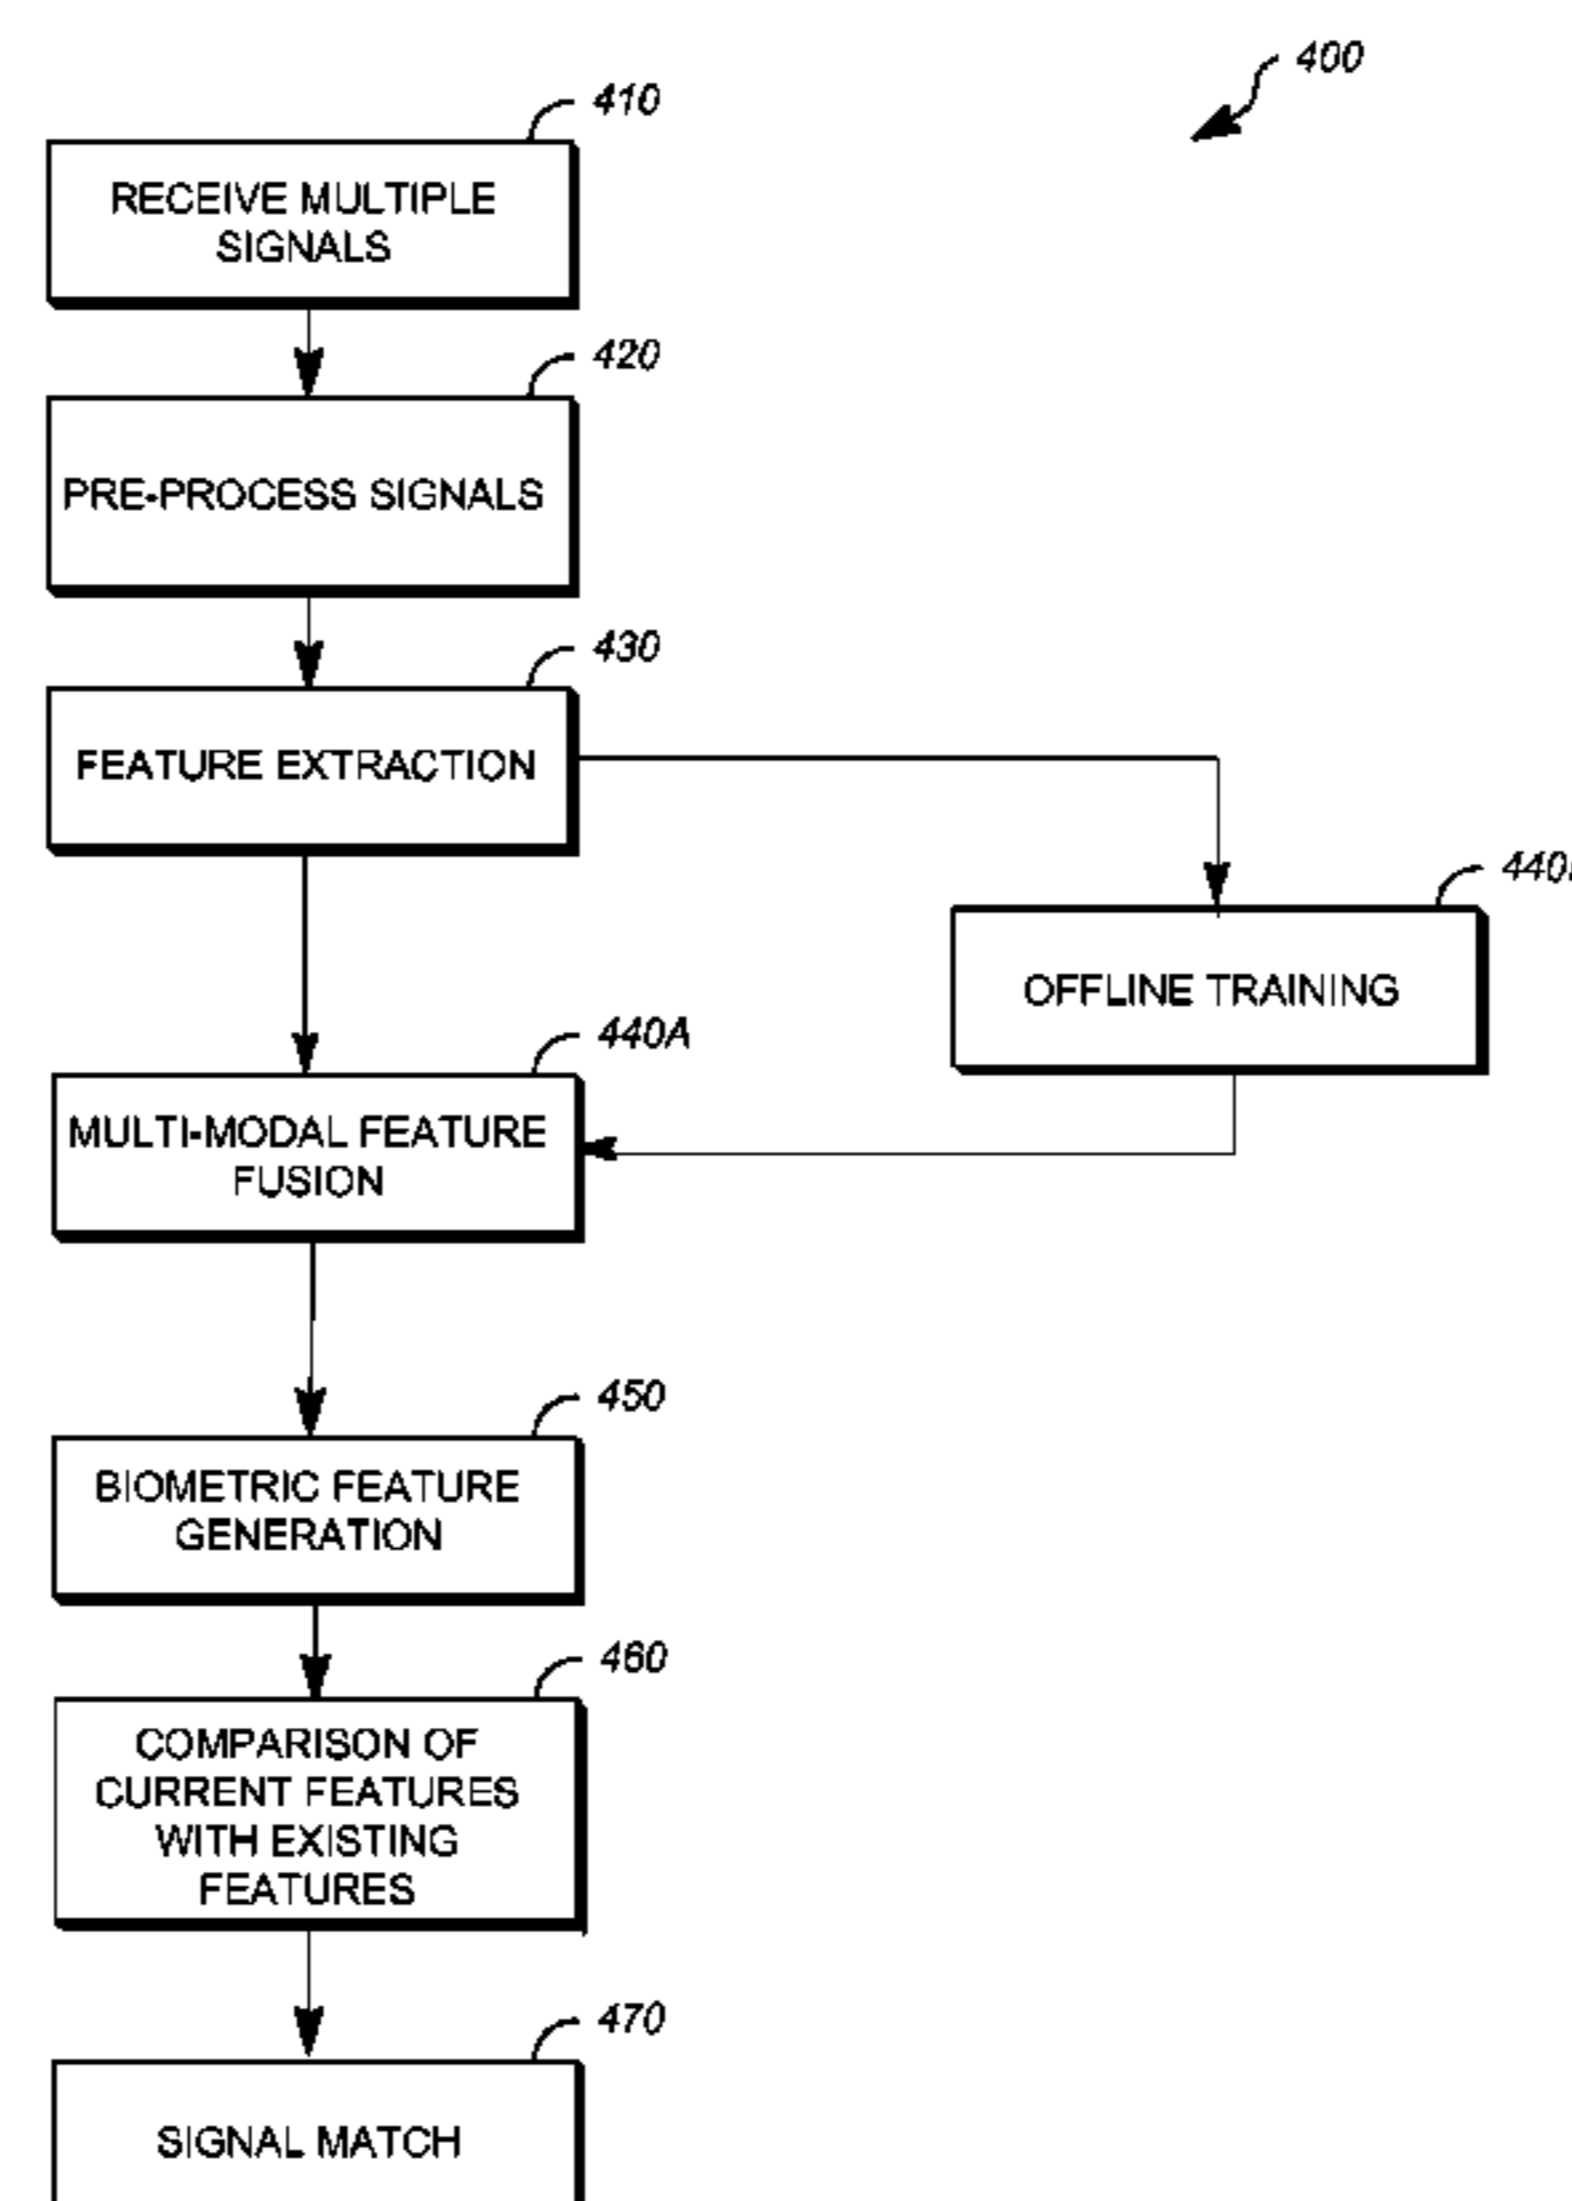 400
410
RECEIVE MULTIPLE
SIGNALS
420
PRE-PROCESS SIGNALS
430
FEATURE EXTRACTION
OFFLINE TRAINING
440A
MULTI-MODAL FEATURE
FUSION
450
BIOMETRIC FEATURE
GENERATION
460
COMPARISON OF
CURRENT FEATURES
WITH EXISTING
FEATURES
470
SIGNAL MATCH